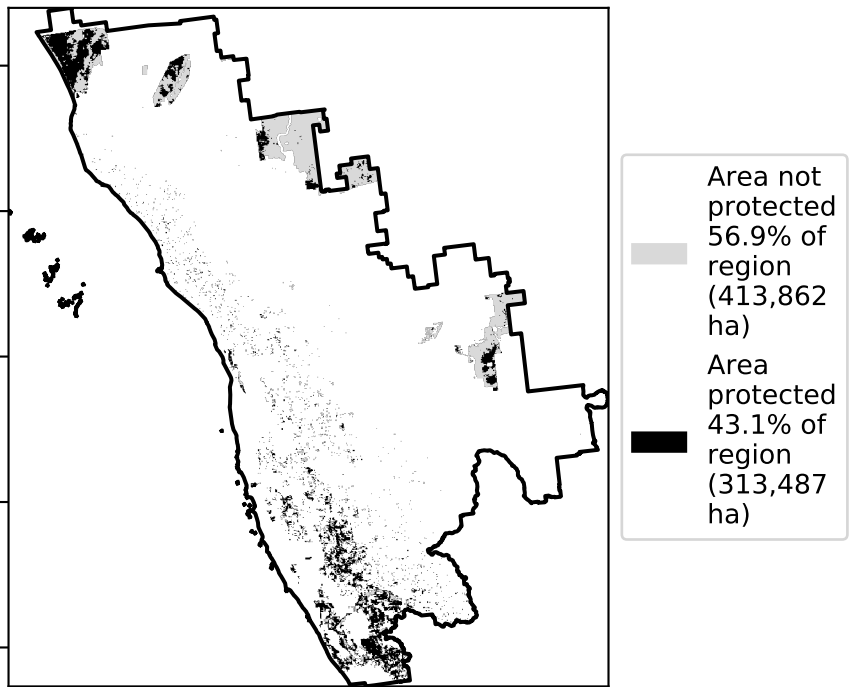 Area not
protected
56.9% of
region
(413,862
ha)
Area
protected
43.1% of
region
(313,487
ha)